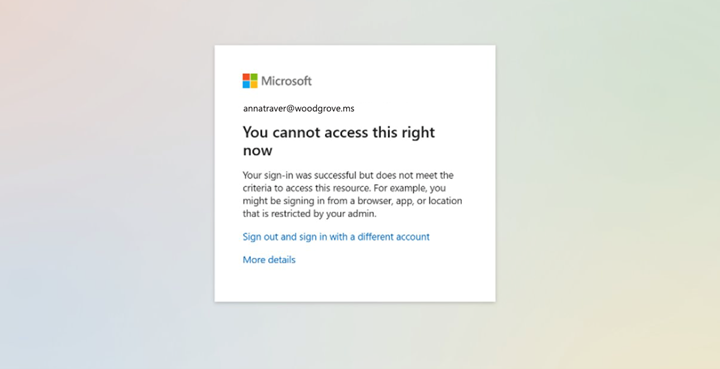 Microsoft
annatraver@woodgrove.ms
You cannot access this right
now
Your sign-in was successful but does not meet the
criteria to access this resource. For example, you
might be signing in from a browser, app, or location
that is restricted by your admin.
Sign out and sign in with a different account
More details